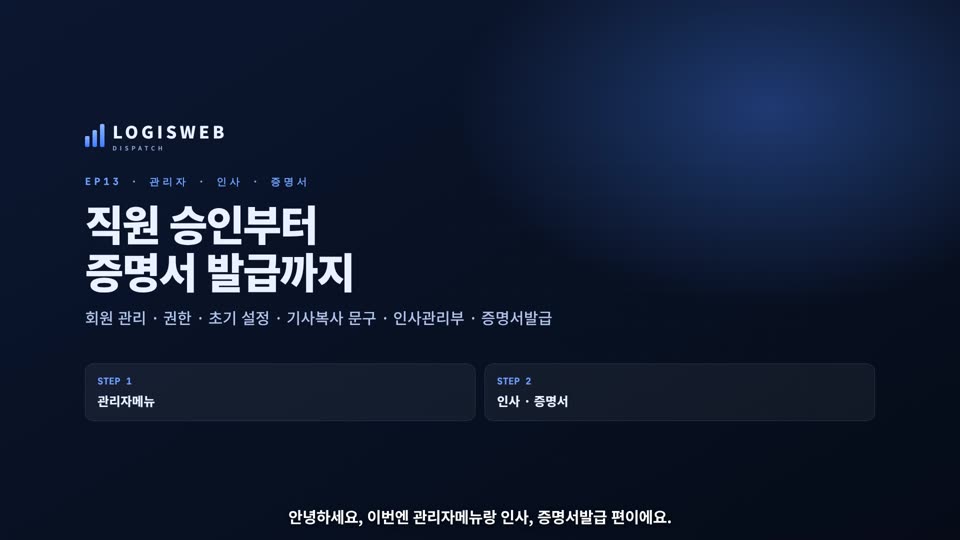 LOGISWEB
DISPATCH
EP13 · 관리자 · 인사 · 증명서
직원 승인부터
증명서 발급까지
회원 관리 · 권한 · 초기 설정 · 기사복사 문구 · 인사관리부 · 증명서발급
STEP 1
관리자메뉴
STEP 2
인사 · 증명서
안녕하세요, 이번엔 관리자메뉴랑 인사, 증명서발급 편이에요.